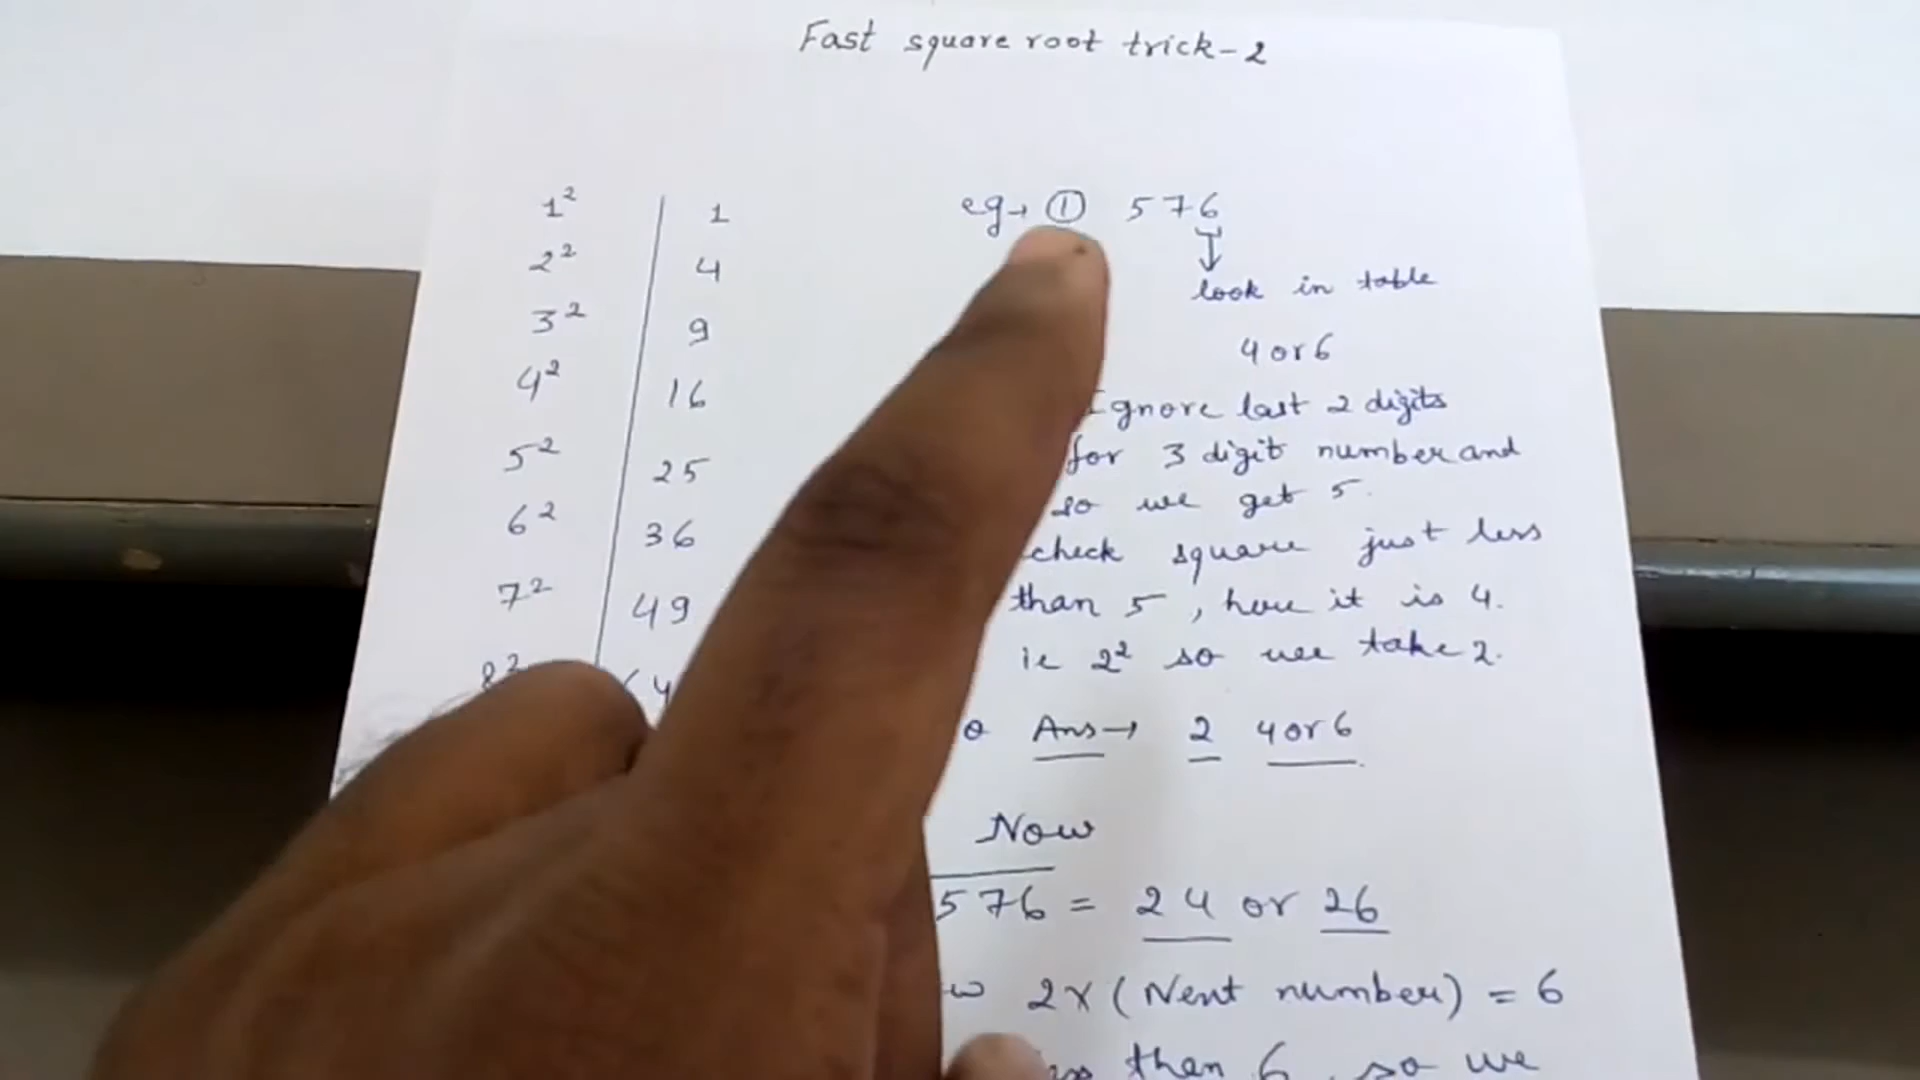 Fast square root trick-2
1² 1
2² 4
3² 9
4² 16
5² 25
6² 36
7² 49
8²
eg→ ① 576
look in table
4 or 6
Ignore last 2 digits
for 3 digit number and
so we get 5.
check square just less
than 5, here it is 4.
ie 2² so we take 2.
Ans→ 2 4 or 6
Now
576 = 24 or 26
2x (Next number) = 6
than 6, so we